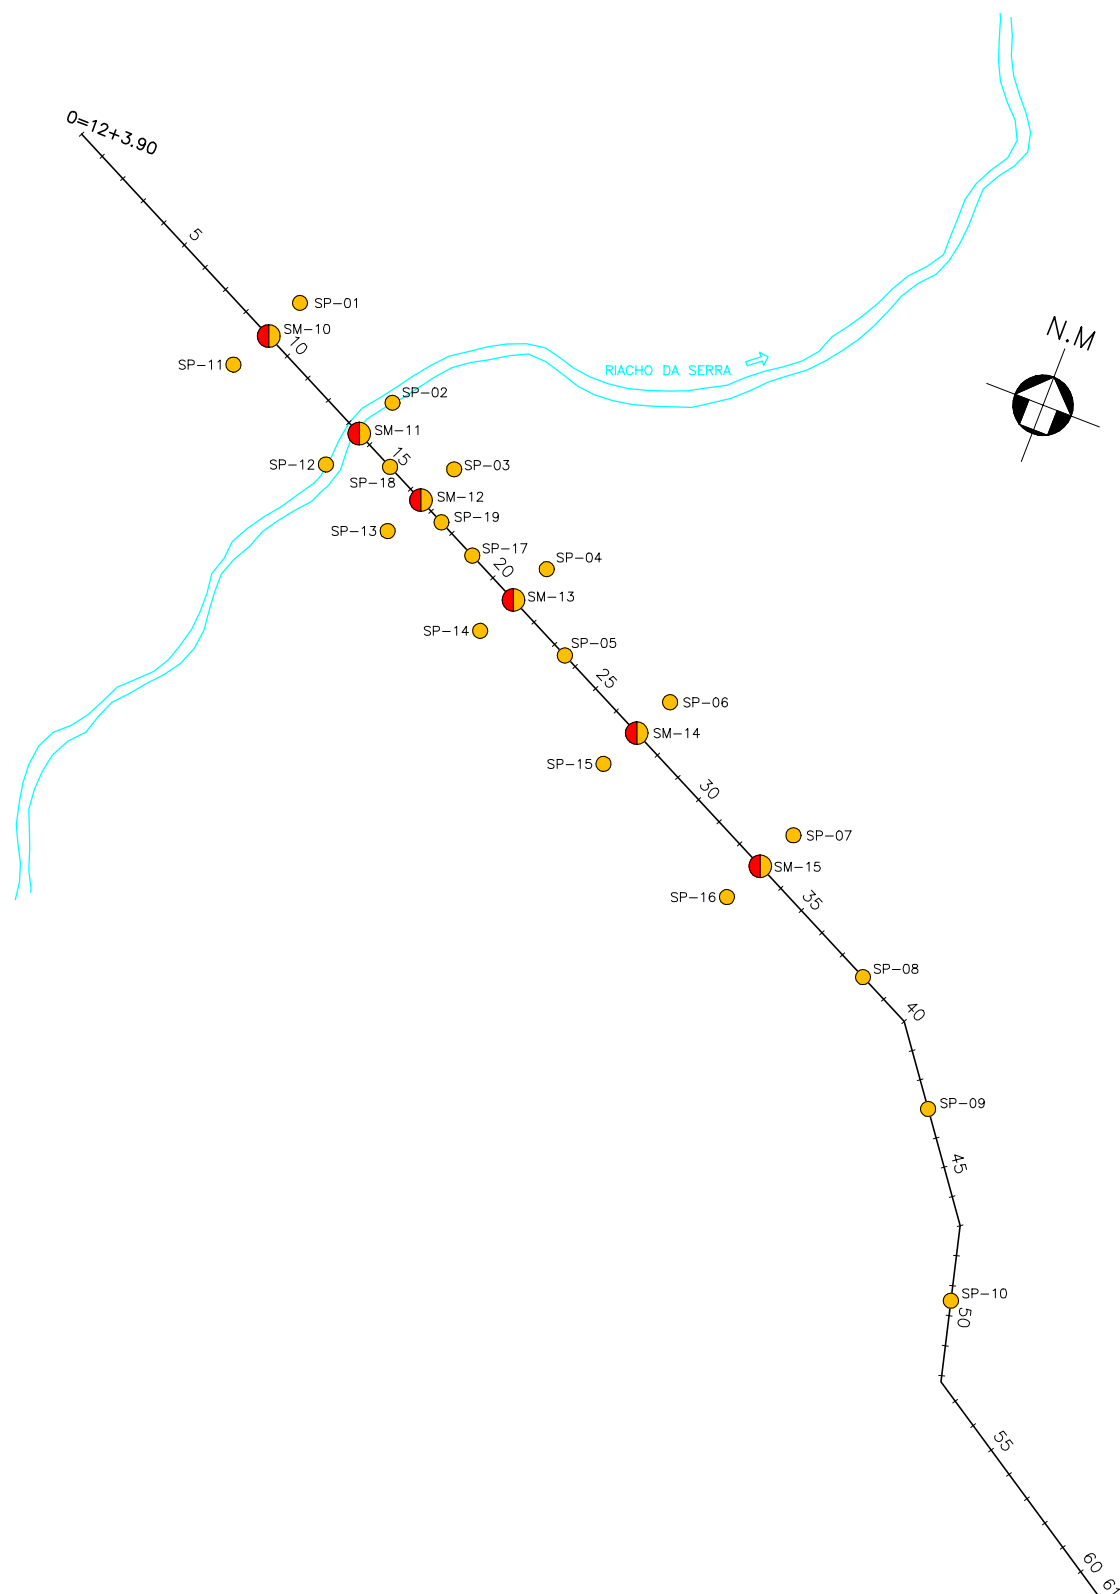 0=12+3.90
5
SP-01
SM-10
10
SP-11
N.M
RIACHO DA SERRA
SP-02
SM-11
15
SP-12
SP-03
SP-18
SM-12
SP-19
SP-13
SP-17
SP-04
20
SM-13
SP-14
SP-05
25
SP-06
SM-14
SP-15
30
SP-07
SM-15
SP-16
35
SP-08
40
SP-09
45
SP-10
50
55
60 61